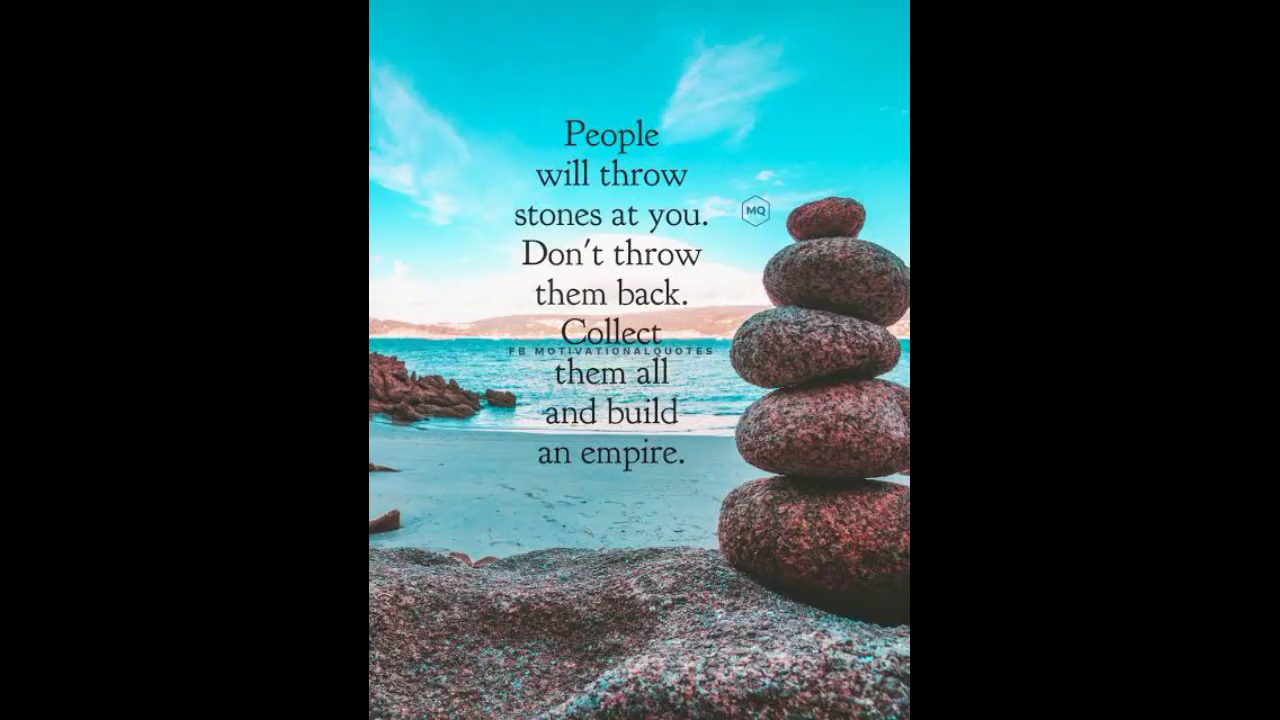 People
will throw
stones at you.
MQ
Don't throw
them back.
Collect
FB MOTIVATIONALQUOTES
them all
and build
an empire.